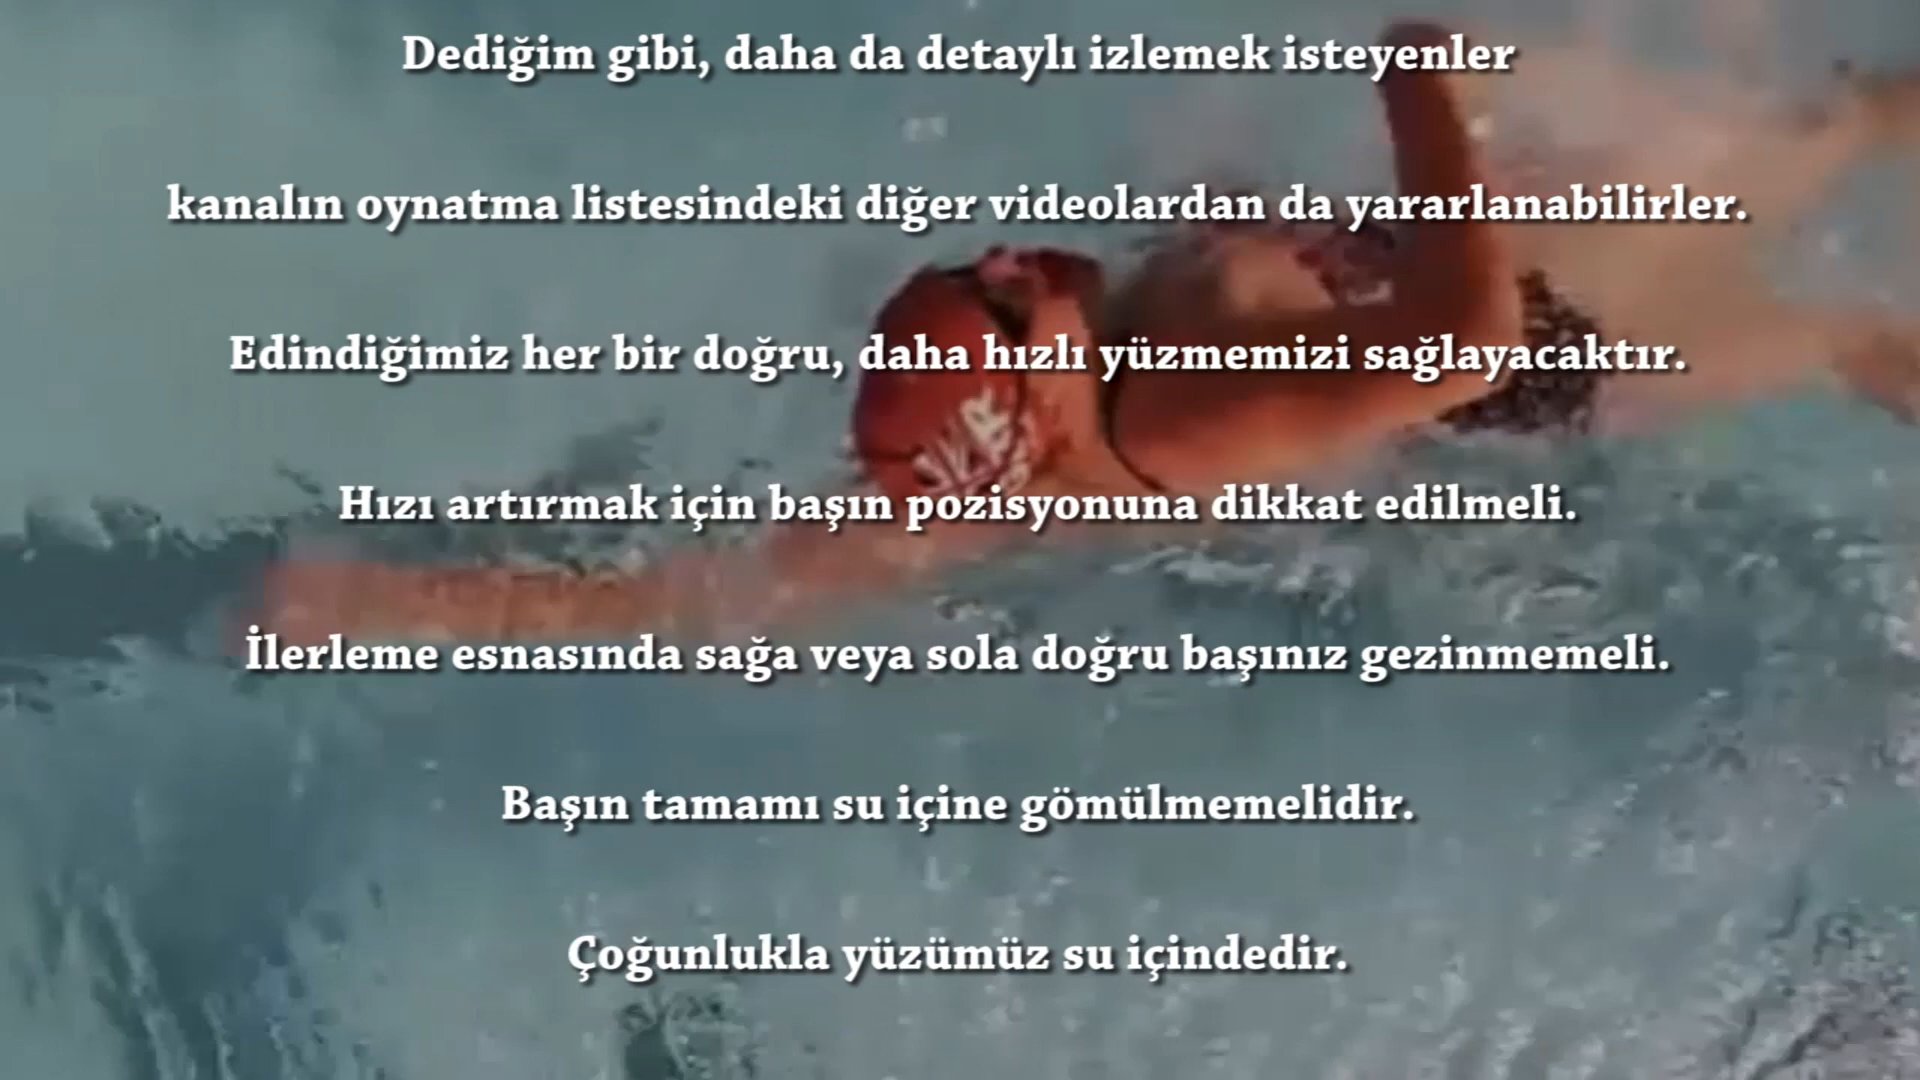 Dediğim gibi, daha da detaylı izlemek isteyenler
kanalın oynatma listesindeki diğer videolardan da yararlanabilirler.
Edindiğimiz her bir doğru, daha hızlı yüzmemizi sağlayacaktır.
Hızı artırmak için başın pozisyonuna dikkat edilmeli.
İlerleme esnasında sağa veya sola doğru başınız gezinmemeli.
Başın tamamı su içine gömülmemelidir.
Çoğunlukla yüzümüz su içindedir.